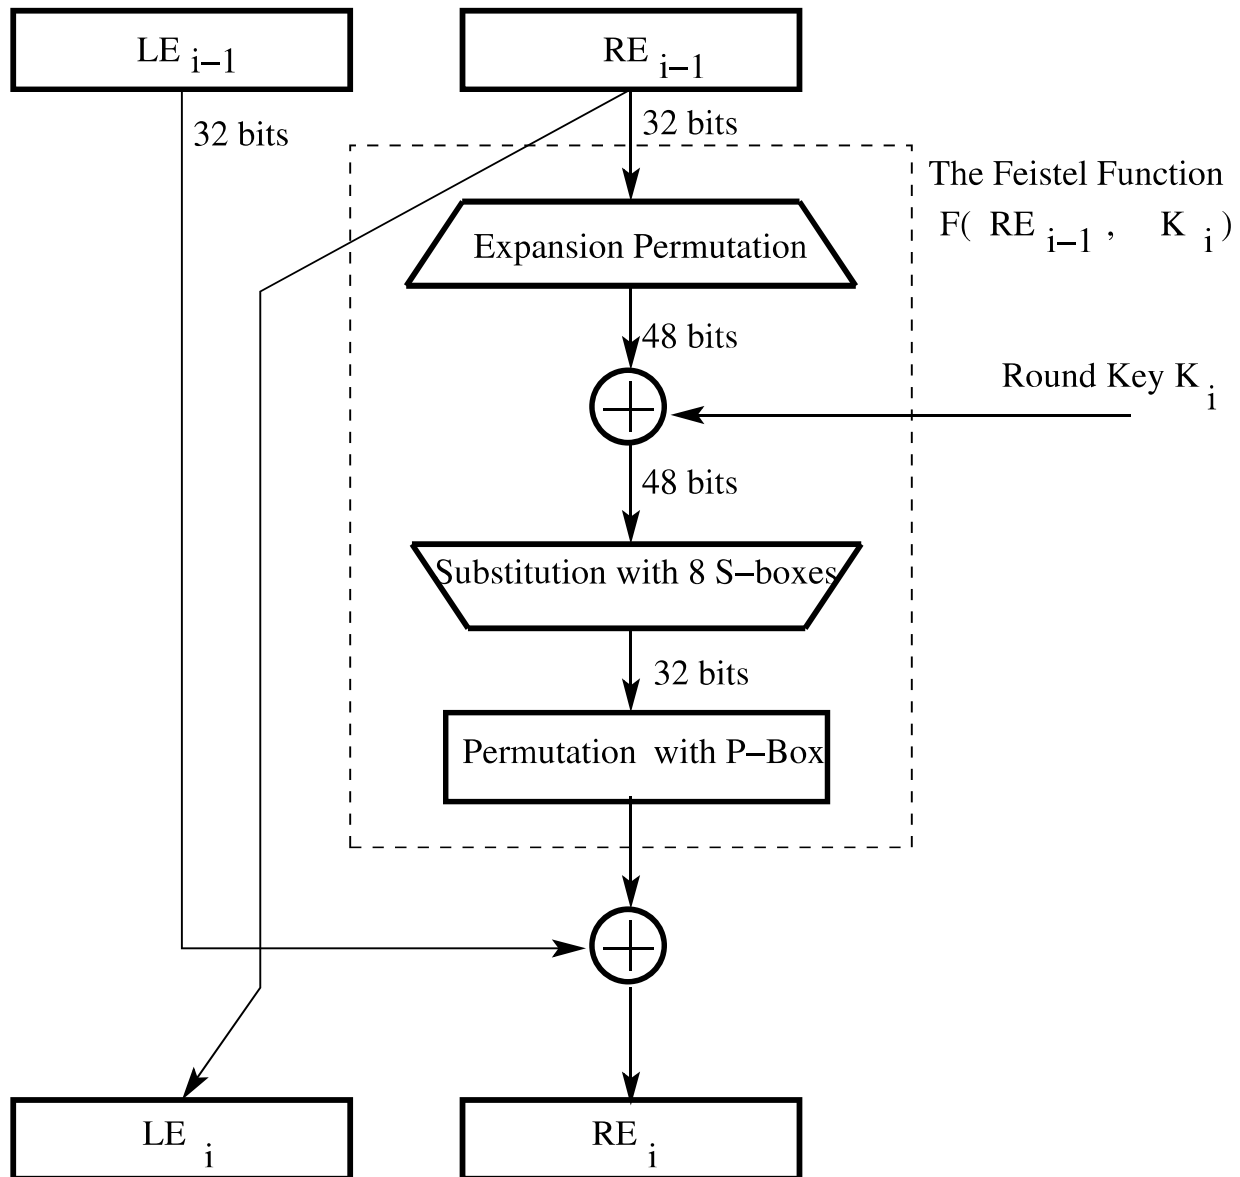 LE i−1
RE i−1
32 bits
32 bits
The Feistel Function
F( RE i−1 , K i )
Expansion Permutation
48 bits
Round Key K i
48 bits
Substitution with 8 S−boxes
32 bits
Permutation with P−Box
LE i
RE i